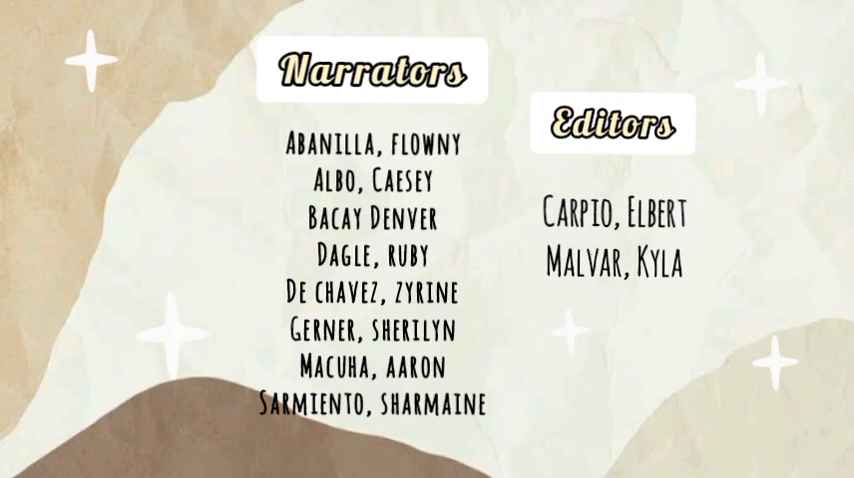 Narrators
Abanilla, flowny
Albo, Caesey
Bacay Denver
Dagle, ruby
De chavez, zyrine
Gerner, sherilyn
Macuha, aaron
Sarmiento, sharmaine
Editors
Carpio, Elbert
Malvar, Kyla